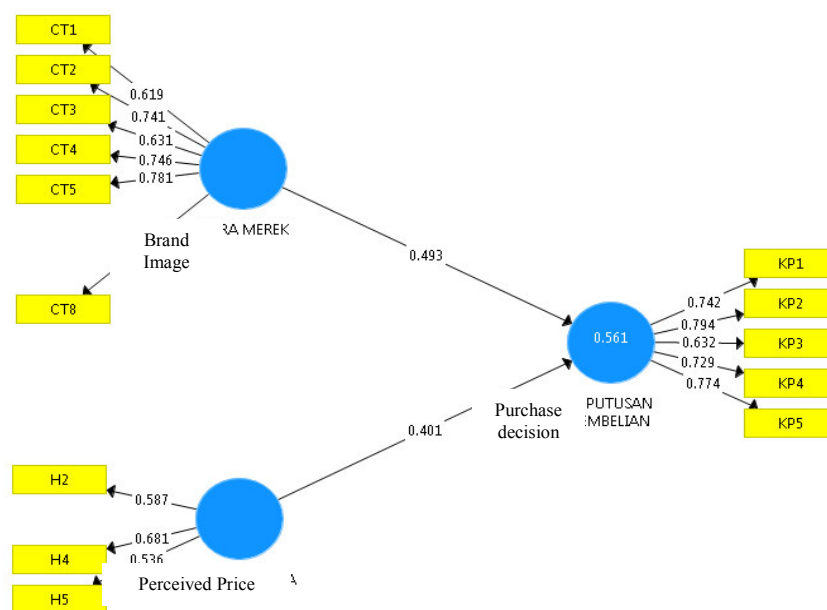 CT1
CT2
CT3
CT4
CT5
CT8
0.619
0.741
0.631
0.746
0.781
Brand
Image
RA MEREK
0.493
0.561
KP1
KP2
KP3
KP4
KP5
0.742
0.794
0.632
0.729
0.774
Purchase
decision
PUTUSAN
EMBELIAN
0.401
H2
H4
H5
0.587
0.681
0.536
Perceived Price
A